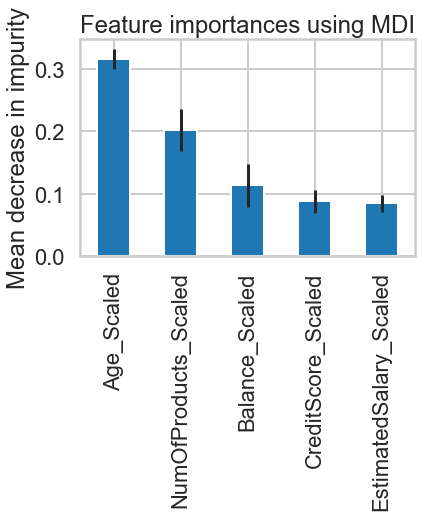 Feature importances using MDI
Mean decrease in impurity
0.3
0.2
0.1
0.0
Age_Scaled
NumOfProducts_Scaled
Balance_Scaled
CreditScore_Scaled
EstimatedSalary_Scaled